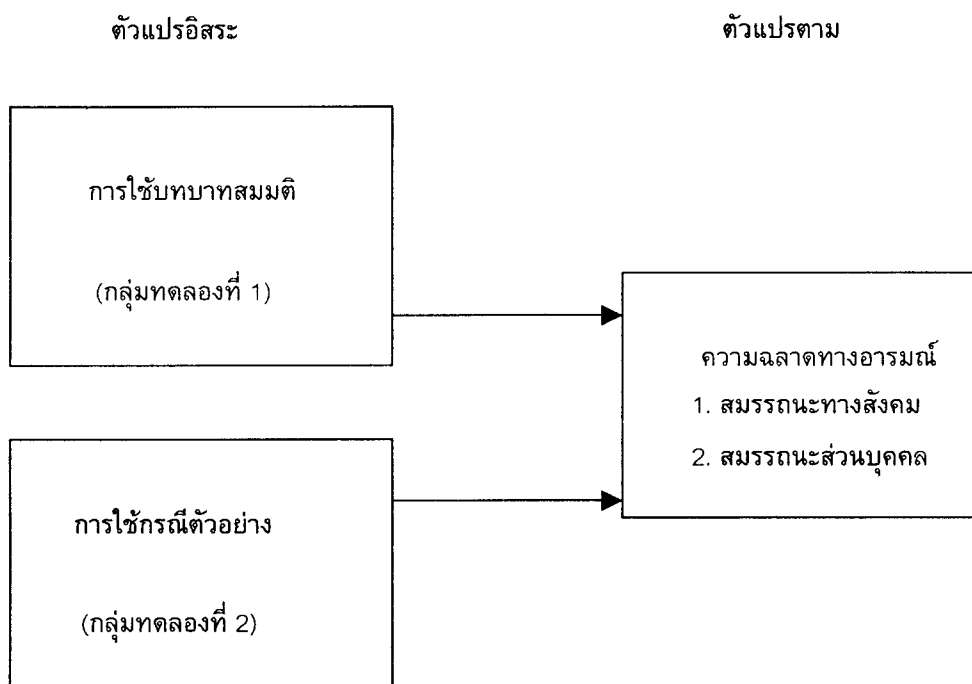 ตัวแปรอิสระ
ตัวแปรตาม
การใช้บทบาทสมมติ
(กลุ่มทดลองที่ 1)
ความฉลาดทางอารมณ์
1. สมรรถนะทางสังคม
2. สมรรถนะส่วนบุคคล
การใช้กรณีตัวอย่าง
(กลุ่มทดลองที่ 2)